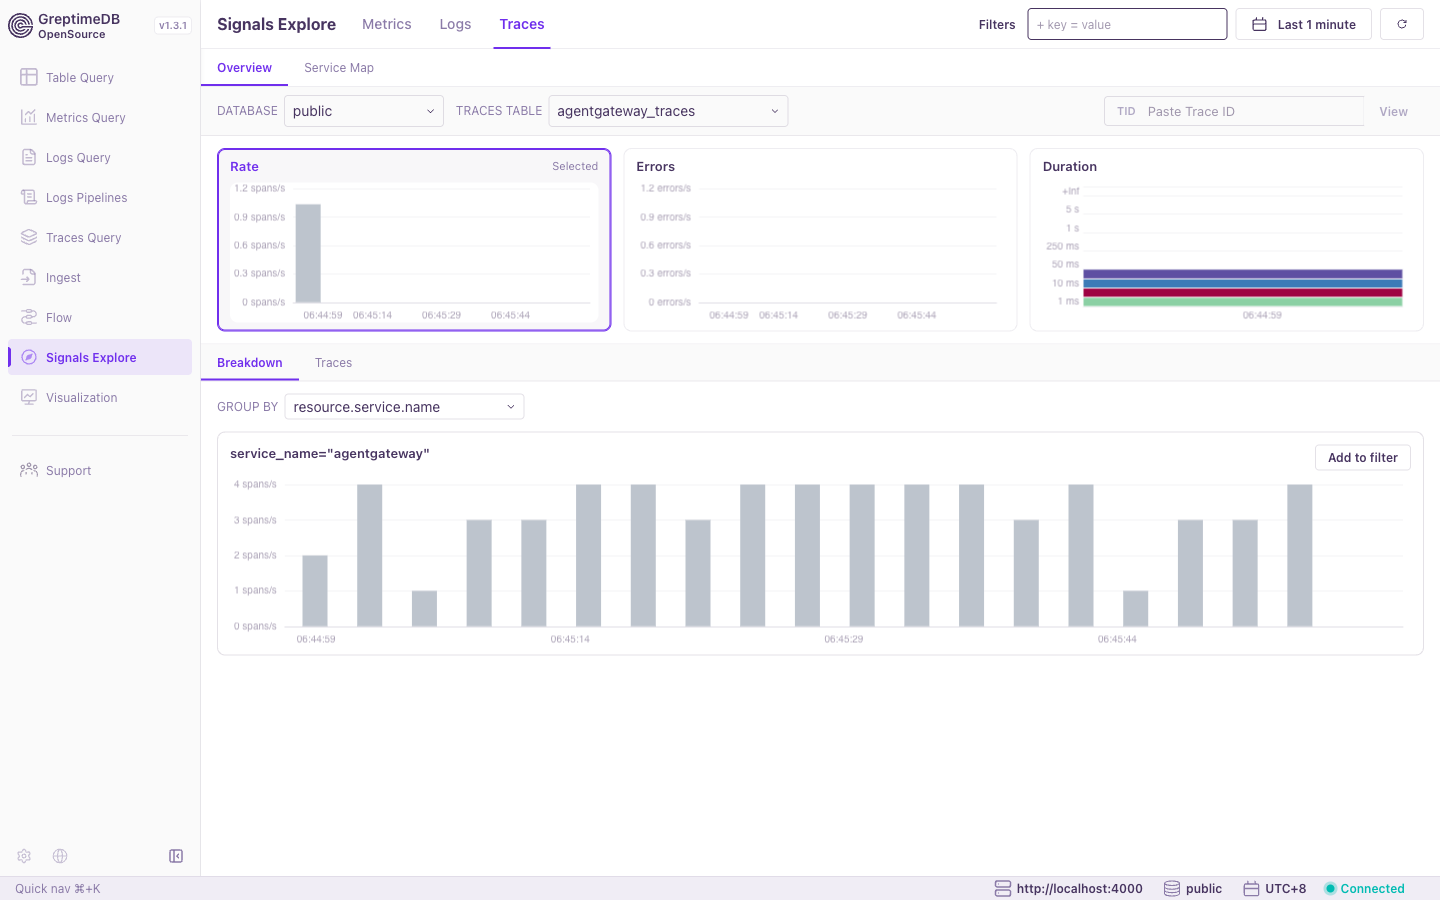 GreptimeDB
OpenSource
v1.3.1
Table Query
Metrics Query
Logs Query
Logs Pipelines
Traces Query
Ingest
Flow
Signals Explore
Visualization
Support
Signals Explore Metrics Logs Traces Filters + key = value Last 1 minute
Overview Service Map
DATABASE public TRACES TABLE agentgateway_traces TID Paste Trace ID View
Rate Selected
1.2 spans/s
0.9 spans/s
0.6 spans/s
0.3 spans/s
0 spans/s
06:44:59 06:45:14 06:45:29 06:45:44
Errors
1.2 errors/s
0.9 errors/s
0.6 errors/s
0.3 errors/s
0 errors/s
06:44:59 06:45:14 06:45:29 06:45:44
Duration
+Inf
5 s
1 s
250 ms
50 ms
10 ms
1 ms
06:44:59
Breakdown Traces
GROUP BY resource.service.name
service_name="agentgateway" Add to filter
4 spans/s
3 spans/s
2 spans/s
1 spans/s
0 spans/s
06:44:59 06:45:14 06:45:29 06:45:44
Quick nav ⌘+K http://localhost:4000 public UTC+8 Connected